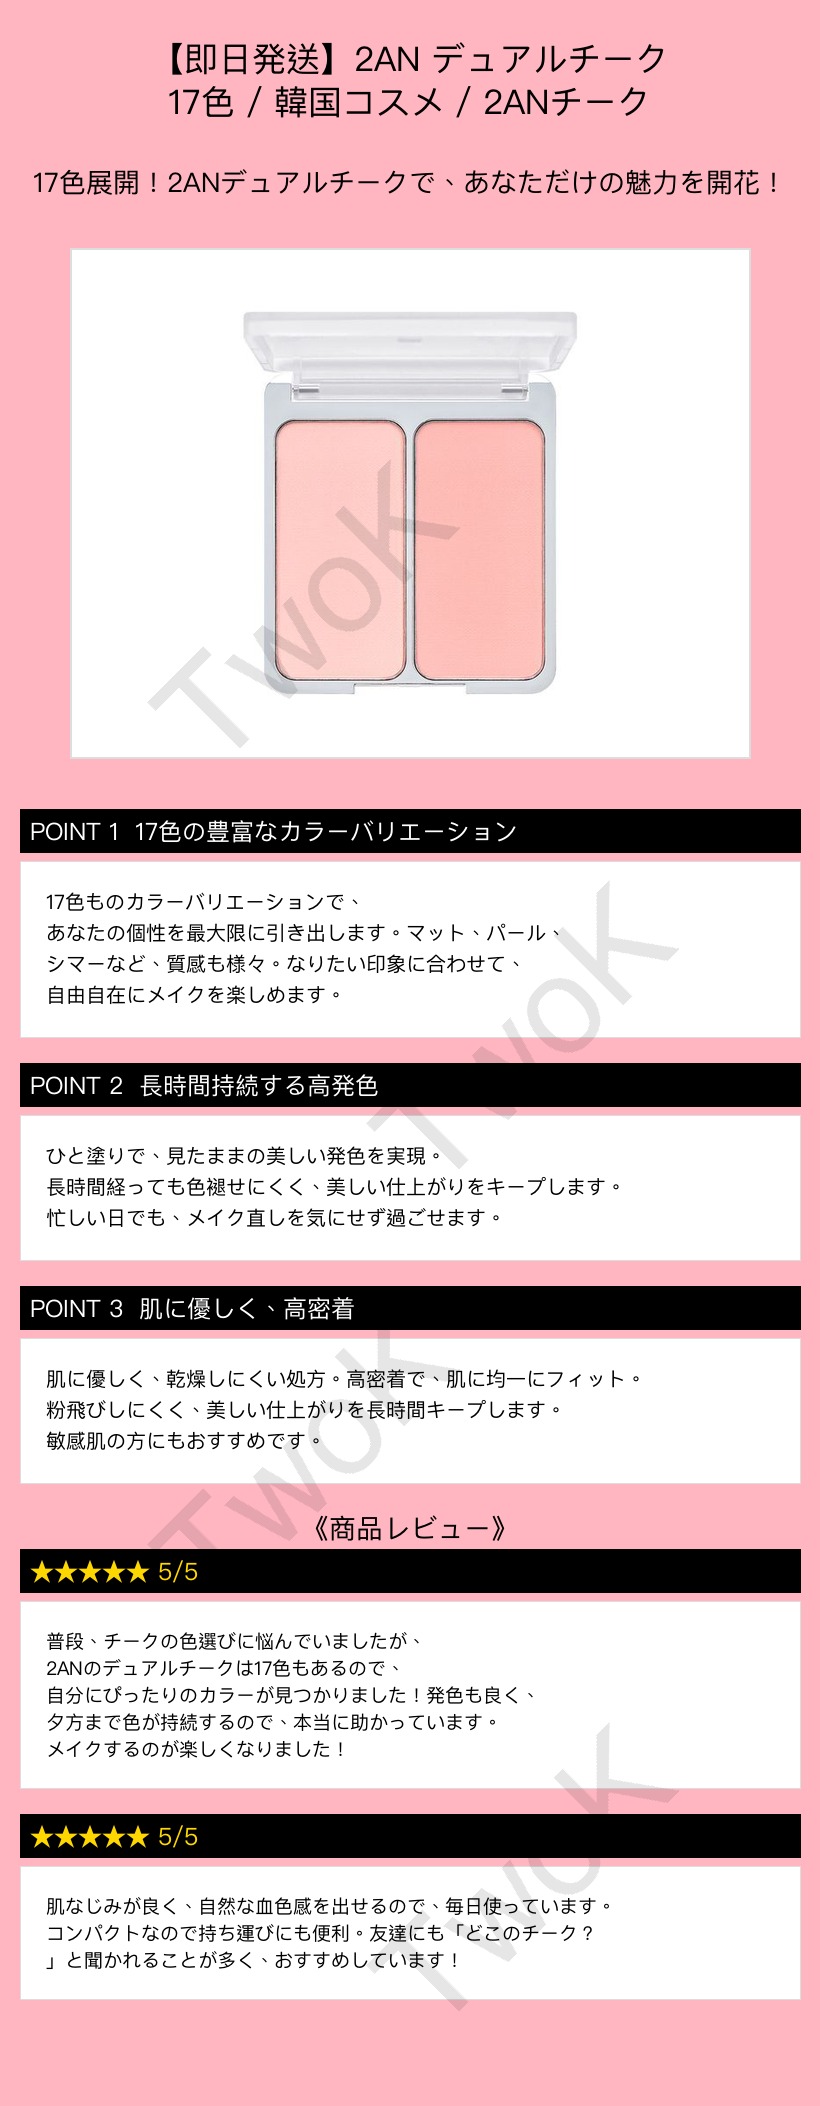 【即日発送】2AN デュアルチーク
17色 / 韓国コスメ / 2ANチーク
17色展開！2ANデュアルチークで、あなただけの魅力を開花！
TwoK
POINT 1 17色の豊富なカラーバリエーション
17色ものカラーバリエーションで、
あなたの個性を最大限に引き出します。マット、パール、
シマーなど、質感も様々。なりたい印象に合わせて、
自由自在にメイクを楽しめます。
TwoK
POINT 2 長時間持続する高発色
ひと塗りで、見たままの美しい発色を実現。
長時間経っても色褪せにくく、美しい仕上がりをキープします。
忙しい日でも、メイク直しを気にせず過ごせます。
POINT 3 肌に優しく、高密着
肌に優しく、乾燥しにくい処方。高密着で、肌に均一にフィット。
粉飛びしにくく、美しい仕上がりを長時間キープします。
敏感肌の方にもおすすめです。
TwoK
《商品レビュー》
★★★★★ 5/5
普段、チークの色選びに悩んでいましたが、
2ANのデュアルチークは17色もあるので、
自分にぴったりのカラーが見つかりました！発色も良く、
夕方まで色が持続するので、本当に助かっています。
メイクするのが楽しくなりました！
TwoK
★★★★★ 5/5
肌なじみが良く、自然な血色感を出せるので、毎日使っています。
コンパクトなので持ち運びにも便利。友達にも「どこのチーク？
」と聞かれることが多く、おすすめしています！